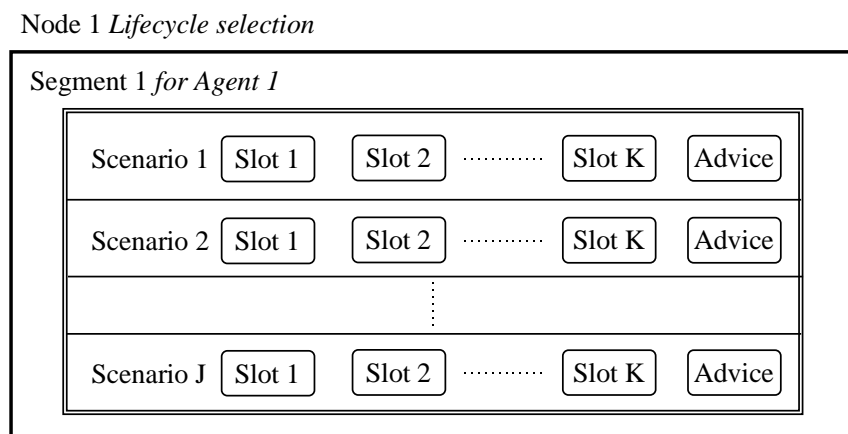 Node 1 Lifecycle selection
Segment 1 for Agent 1
Scenario 1 Slot 1 Slot 2 Slot K Advice
Scenario 2 Slot 1 Slot 2 Slot K Advice
Scenario J Slot 1 Slot 2 Slot K Advice